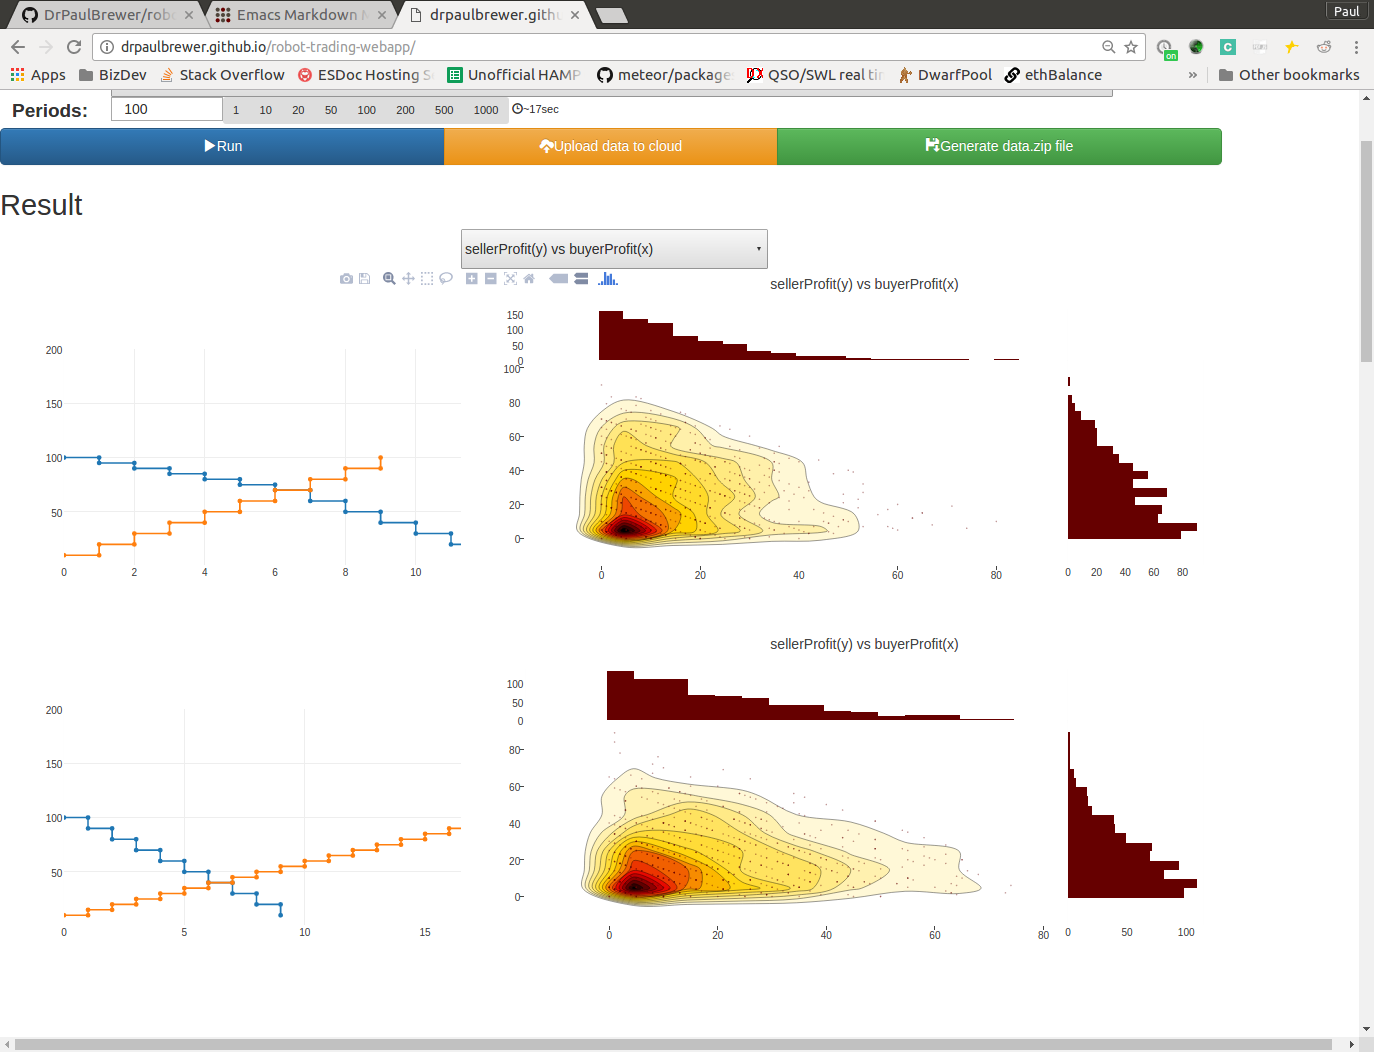 Paul
DrPaulBrewer/rob
Emacs Markdown
drpaulbrewer.gith
drpaulbrewer.github.io/robot-trading-webapp/
on
C
Apps BizDev Stack Overflow ESDoc Hosting S Unofficial HAMP meteor/package QSO/SWL real ti DwarfPool ethBalance » Other bookmarks
Periods: 100 1 10 20 50 100 200 500 1000 ~17sec
Run Upload data to cloud Generate data.zip file
Result
sellerProfit(y) vs buyerProfit(x)
sellerProfit(y) vs buyerProfit(x)
200
150
100
50
0 2 4 6 8 10
150
100
50
0
100
80
60
40
20
0
0 20 40 60 80
0 20 40 60 80
sellerProfit(y) vs buyerProfit(x)
200
150
100
50
0 5 10 15
100
50
0
80
60
40
20
0
0 20 40 60 80
0 50 100